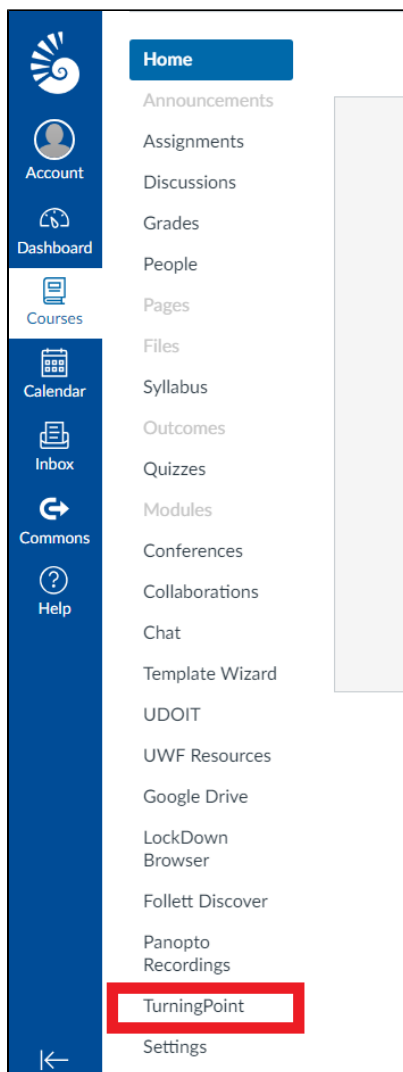 Account
Dashboard
Courses
Calendar
Inbox
Commons
Help
Home
Announcements
Assignments
Discussions
Grades
People
Pages
Files
Syllabus
Outcomes
Quizzes
Modules
Conferences
Collaborations
Chat
Template Wizard
UDOIT
UWF Resources
Google Drive
LockDown
Browser
Follett Discover
Panopto
Recordings
TurningPoint
Settings